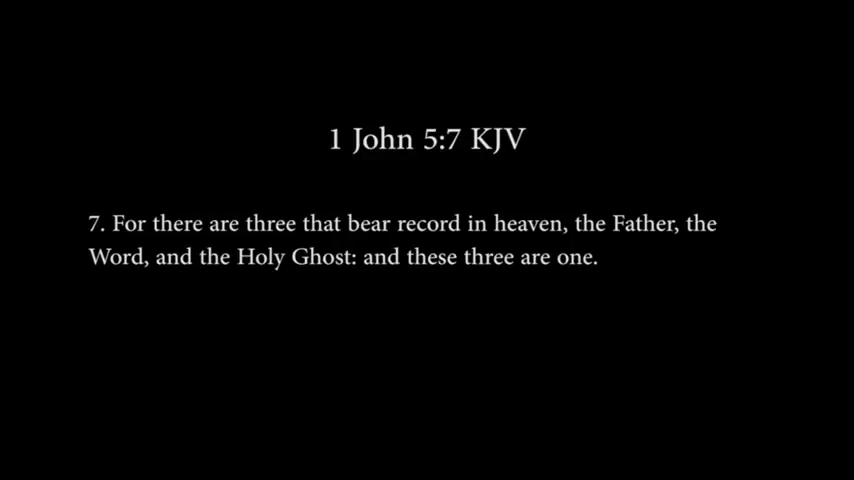 1 John 5:7 KJV
7. For there are three that bear record in heaven, the Father, the
Word, and the Holy Ghost: and these three are one.